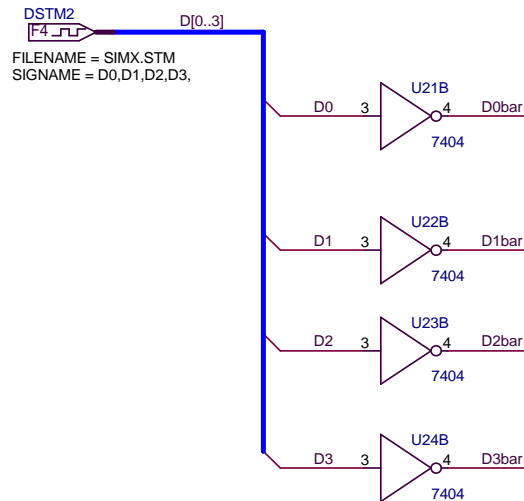 DSTM2
D[0..3]
F4
FILENAME = SIMX.STM
SIGNAME = D0,D1,D2,D3,
U21B
D0 3 4 D0bar
7404
U22B
D1 3 4 D1bar
7404
U23B
D2 3 4 D2bar
7404
U24B
D3 3 4 D3bar
7404